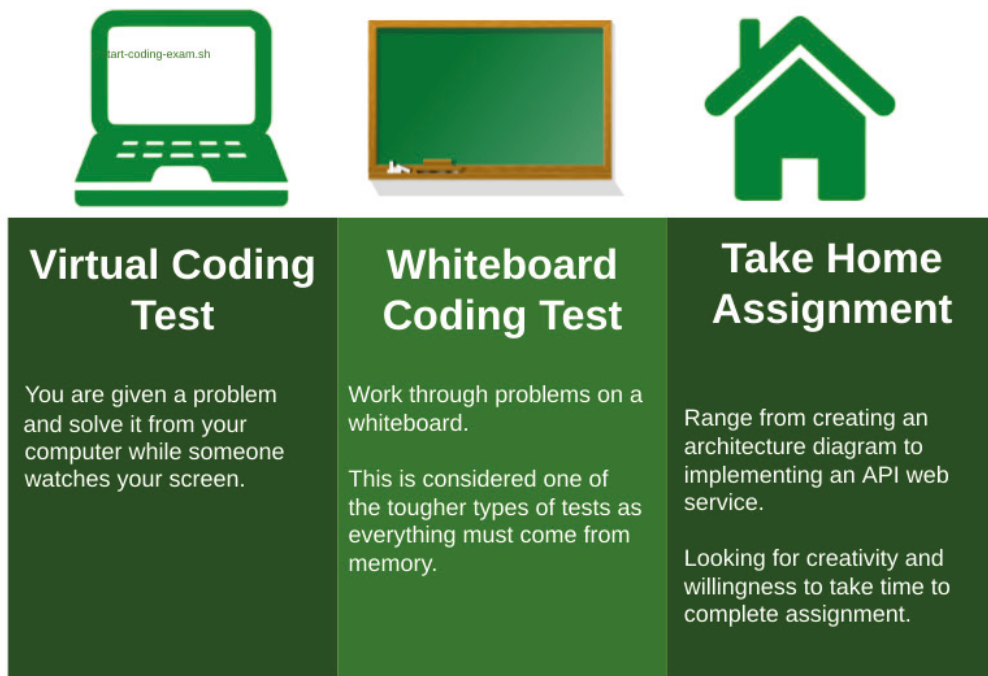 tart-coding-exam.sh
Virtual Coding
Test
You are given a problem
and solve it from your
computer while someone
watches your screen.
Whiteboard
Coding Test
Work through problems on a
whiteboard.
This is considered one of
the tougher types of tests as
everything must come from
memory.
Take Home
Assignment
Range from creating an
architecture diagram to
implementing an API web
service.
Looking for creativity and
willingness to take time to
complete assignment.